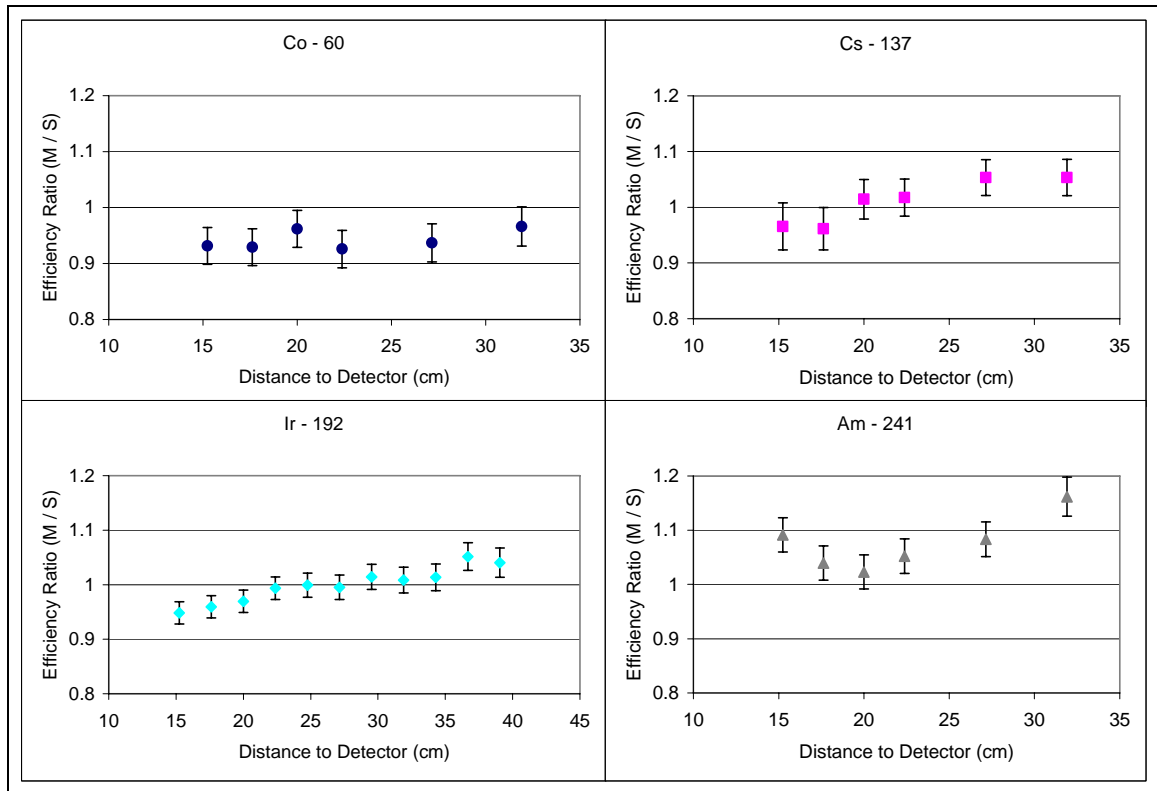 Co - 60
1.2
1.1
1
0.9
0.8
10 15 20 25 30 35
Distance to Detector (cm)
Efficiency Ratio (M / S)
Cs - 137
1.2
1.1
1
0.9
0.8
10 15 20 25 30 35
Distance to Detector (cm)
Efficiency Ratio (M / S)
Ir - 192
1.2
1.1
1
0.9
0.8
10 15 20 25 30 35 40 45
Distance to Detector (cm)
Efficiency Ratio (M / S)
Am - 241
1.2
1.1
1
0.9
0.8
10 15 20 25 30 35
Distance to Detector (cm)
Efficiency Ratio (M / S)